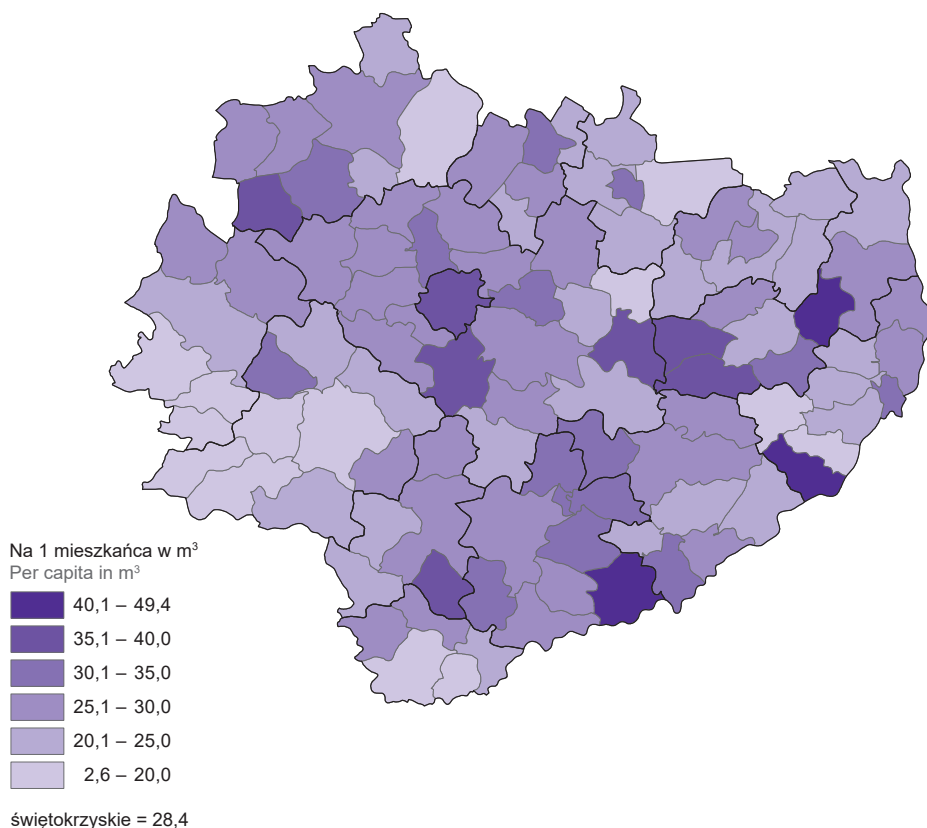 Na 1 mieszkańca w m³
Per capita in m³
40,1 – 49,4
35,1 – 40,0
30,1 – 35,0
25,1 – 30,0
20,1 – 25,0
2,6 – 20,0
świętokrzyskie = 28,4